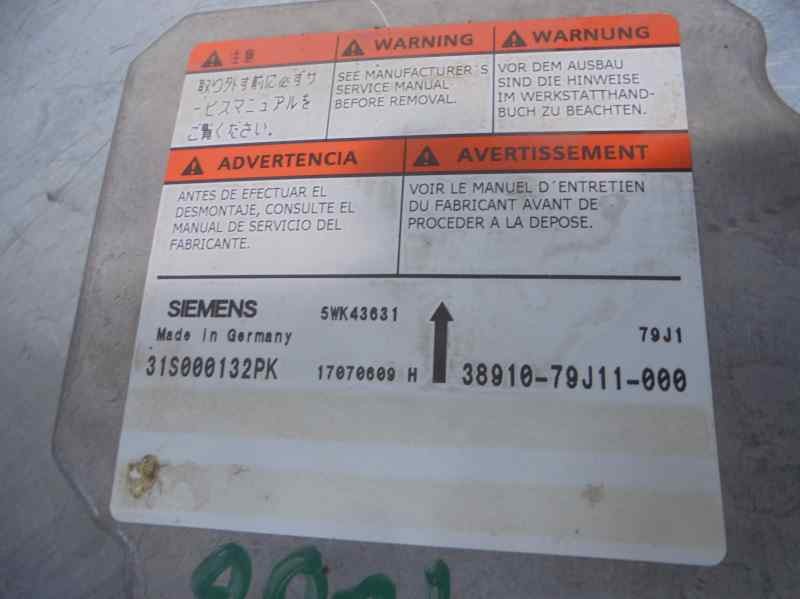 注意
取り外す前に必ずサ
ービスマニュアルを
ご覧ください。
WARNING
SEE MANUFACTURER'S
SERVICE MANUAL
BEFORE REMOVAL.
WARNUNG
VOR DEM AUSBAU
SIND DIE HINWEISE
IM WERKSTATTHAND-
BUCH ZU BEACHTEN.
ADVERTENCIA
ANTES DE EFECTUAR EL
DESMONTAJE, CONSULTE EL
MANUAL DE SERVICIO DEL
FABRICANTE.
AVERTISSEMENT
VOIR LE MANUEL D´ENTRETIEN
DU FABRICANT AVANT DE
PROCEDER A LA DEPOSE.
SIEMENS
5WK43631
Made in Germany
79J1
31S000132PK
17070609 H
38910-79J11-000